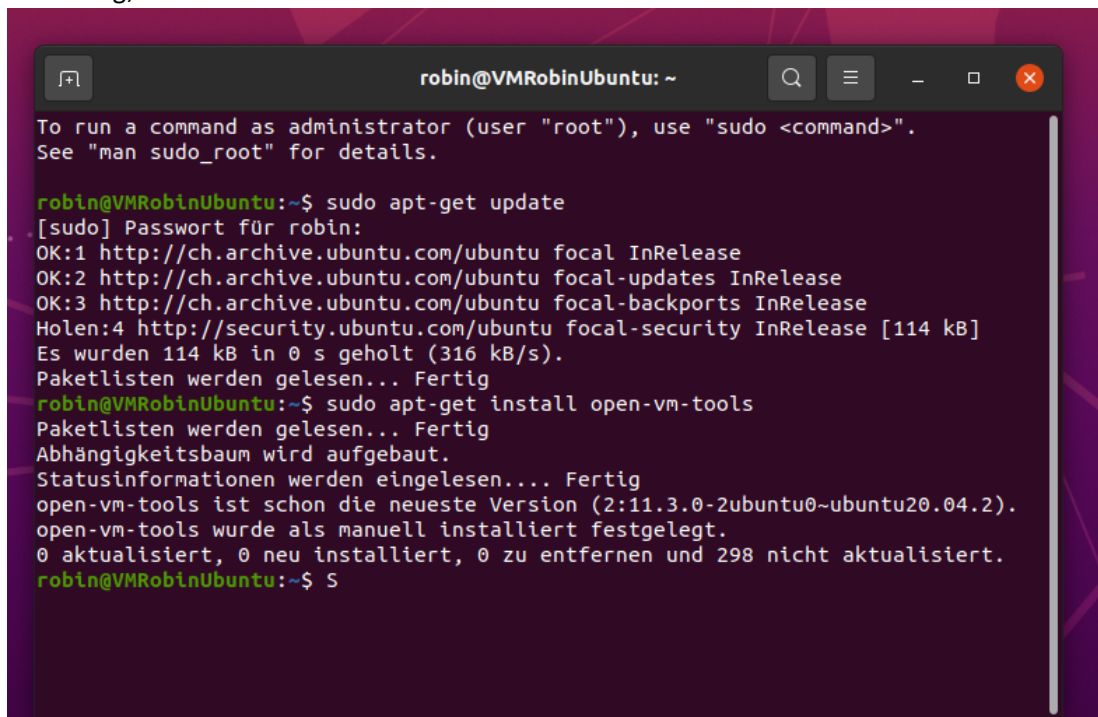 robin@VMRobinUbuntu: ~
To run a command as administrator (user "root"), use "sudo <command>".
See "man sudo_root" for details.
robin@VMRobinUbuntu:~$ sudo apt-get update
[sudo] Passwort für robin:
OK:1 http://ch.archive.ubuntu.com/ubuntu focal InRelease
OK:2 http://ch.archive.ubuntu.com/ubuntu focal-updates InRelease
OK:3 http://ch.archive.ubuntu.com/ubuntu focal-backports InRelease
Holen:4 http://security.ubuntu.com/ubuntu focal-security InRelease [114 kB]
Es wurden 114 kB in 0 s geholt (316 kB/s).
Paketlisten werden gelesen... Fertig
robin@VMRobinUbuntu:~$ sudo apt-get install open-vm-tools
Paketlisten werden gelesen... Fertig
Abhängigkeitsbaum wird aufgebaut.
Statusinformationen werden eingelesen.... Fertig
open-vm-tools ist schon die neueste Version (2:11.3.0-2ubuntu0~ubuntu20.04.2).
open-vm-tools wurde als manuell installiert festgelegt.
0 aktualisiert, 0 neu installiert, 0 zu entfernen und 298 nicht aktualisiert.
robin@VMRobinUbuntu:~$ S